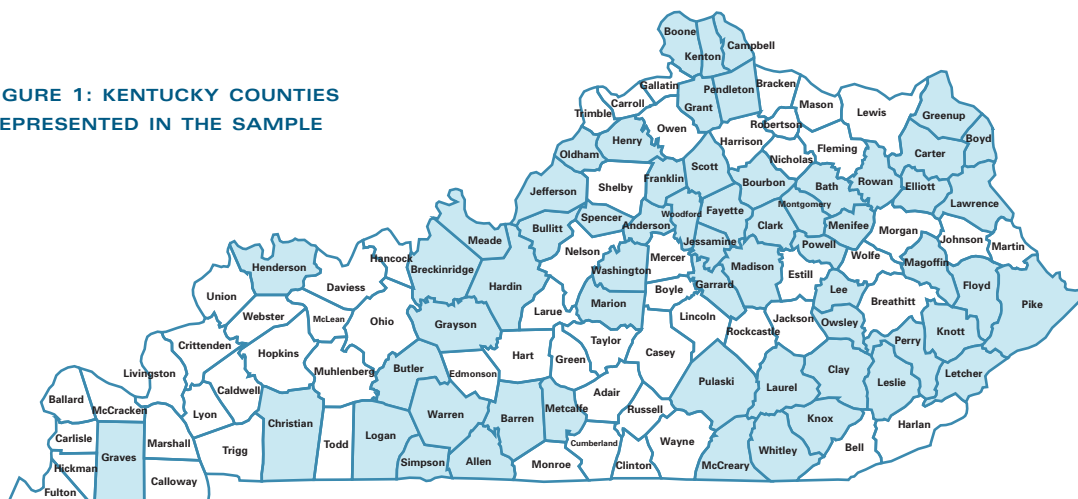 GURE 1: KENTUCKY COUNTIES
EPRESENTED IN THE SAMPLE
Boone
Kenton
Campbell
Gallatin
Carroll
Trimble
Grant
Pendleton
Bracken
Mason
Lewis
Greenup
Boyd
Owen
Robertson
Harrison
Henry
Oldham
Nicholas
Fleming
Carter
Scott
Franklin
Shelby
Jefferson
Bourbon
Bath
Rowan
Elliott
Lawrence
Spencer
Bullitt
Anderson
Woodford
Fayette
Montgomery
Clark
Menifee
Morgan
Johnson
Martin
Jessamine
Powell
Wolfe
Magoffin
Nelson
Mercer
Washington
Madison
Estill
Lee
Breathitt
Floyd
Pike
Meade
Hancock
Breckinridge
Hardin
Henderson
Daviess
Union
Webster
McLean
Ohio
Grayson
Larue
Marion
Boyle
Garrard
Lincoln
Rockcastle
Jackson
Owsley
Perry
Knott
Letcher
Crittenden
Hopkins
Muhlenberg
Butler
Edmonson
Hart
Green
Taylor
Casey
Pulaski
Laurel
Clay
Leslie
Livingston
Caldwell
Lyon
Ballard
McCracken
Carlisle
Hickman
Fulton
Graves
Marshall
Calloway
Trigg
Christian
Todd
Logan
Warren
Simpson
Allen
Barren
Metcalfe
Adair
Russell
Cumberland
Monroe
Clinton
Wayne
McCreary
Whitley
Knox
Bell
Harlan